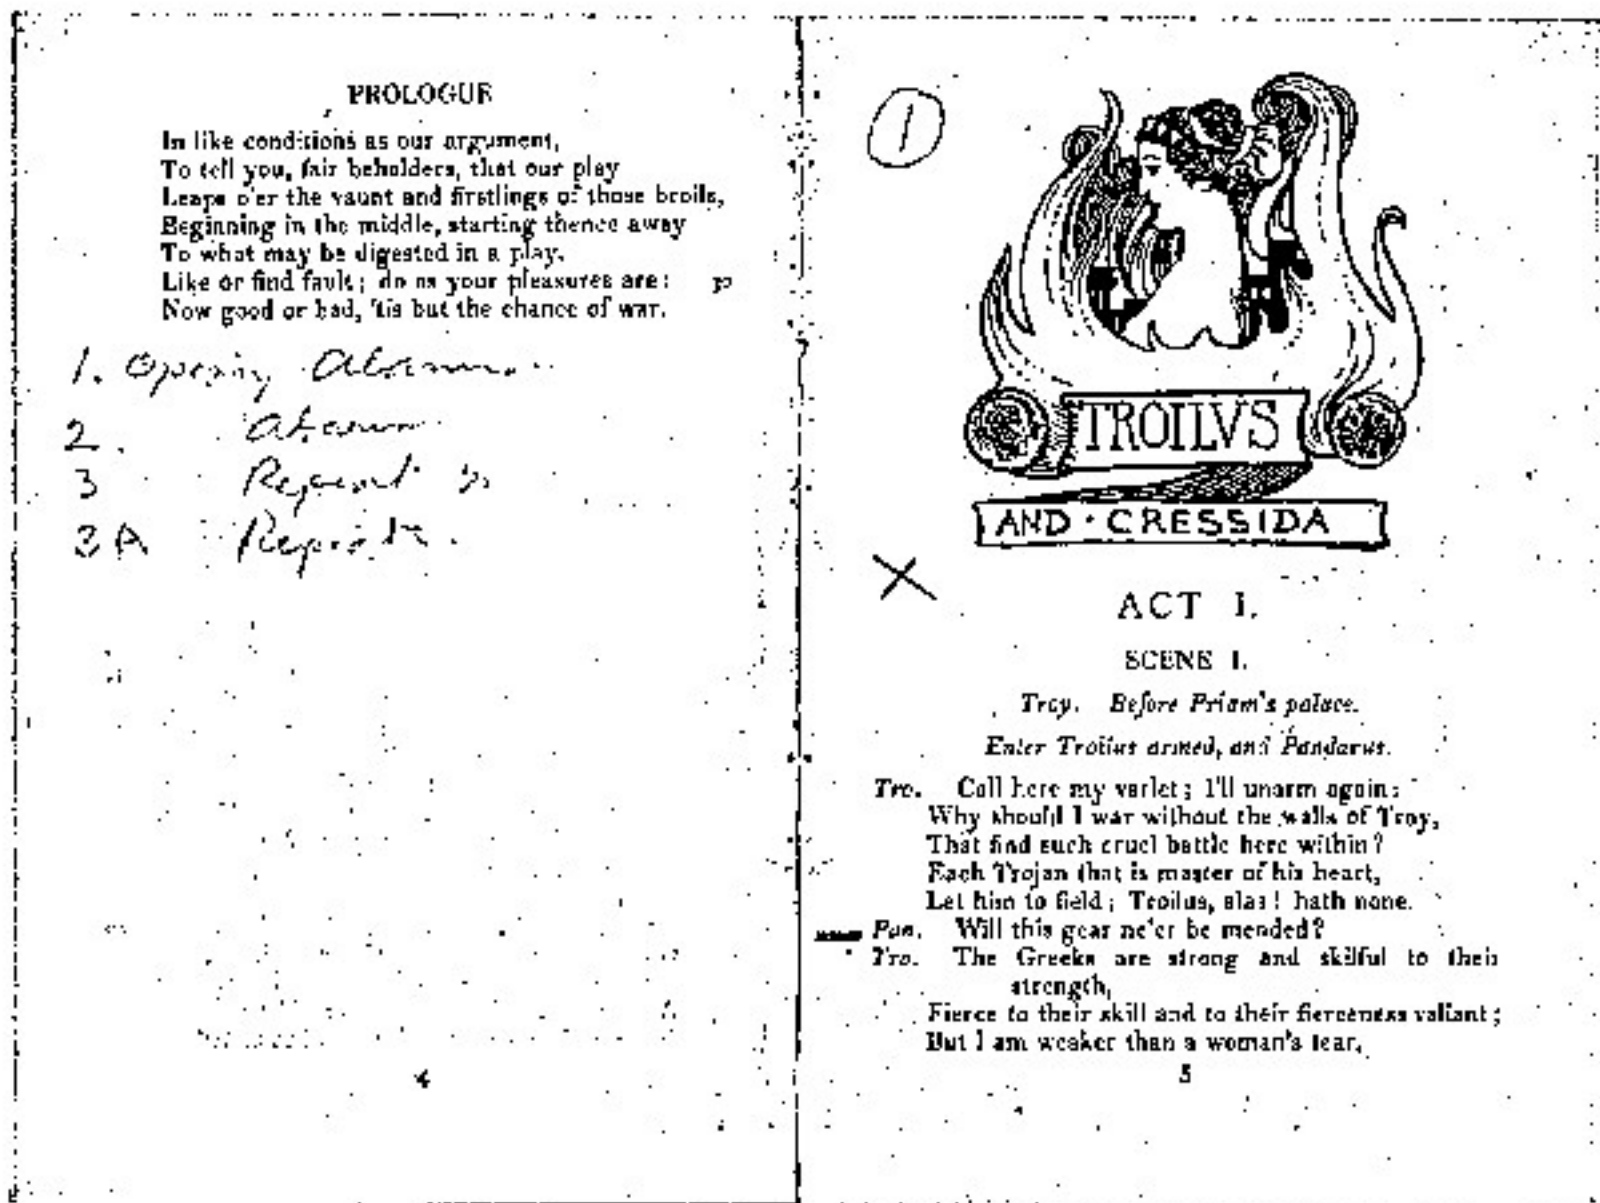 PROLOGUE
In like conditions as our argument,
To tell you, fair beholders, that our play
Leaps o'er the vaunt and firstlings of those broils,
Beginning in the middle, starting thence away
To what may be digested in a play.
Like or find fault; do as your pleasures are: 30
Now good or bad, 'tis but the chance of war.
1. Opening Alarum
2. Alarum
3
3A
4
1
TROILVS
AND · CRESSIDA
ACT I.
SCENE I.
Troy. Before Priam's palace.
Enter Troilus armed, and Pandarus.
Tro. Call here my varlet; I'll unarm again:
Why should I war without the walls of Troy,
That find such cruel battle here within?
Each Trojan that is master of his heart,
Let him to field; Troilus, alas! hath none.
Pan. Will this gear ne'er be mended?
Tro. The Greeks are strong and skilful to their
strength,
Fierce to their skill and to their fierceness valiant;
But I am weaker than a woman's tear,
5